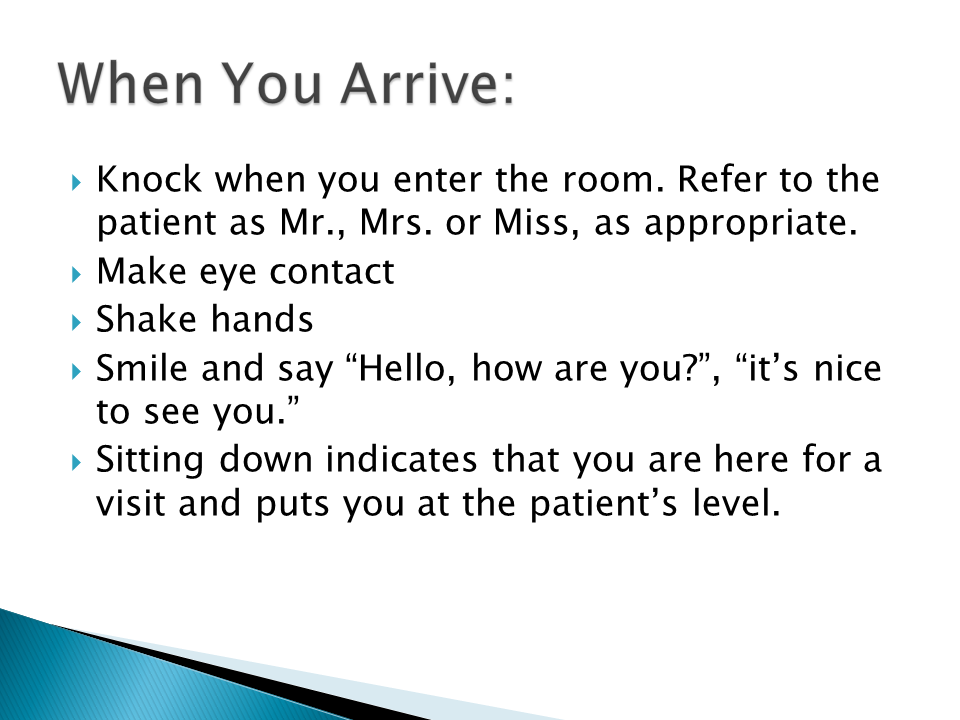 When You Arrive:
Knock when you enter the room. Refer to the
patient as Mr., Mrs. or Miss, as appropriate.
Make eye contact
Shake hands
Smile and say “Hello, how are you?”, “it’s nice
to see you.”
Sitting down indicates that you are here for a
visit and puts you at the patient’s level.